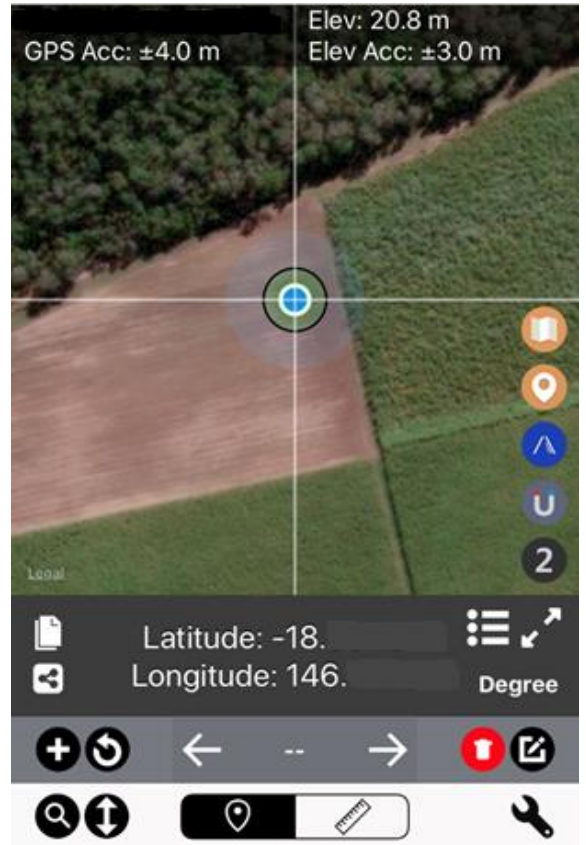 Elev: 20.8 m
GPS Acc: ±4.0 m
Elev Acc: ±3.0 m
Legal
2
Latitude: -18.
Longitude: 146.
Degree
--